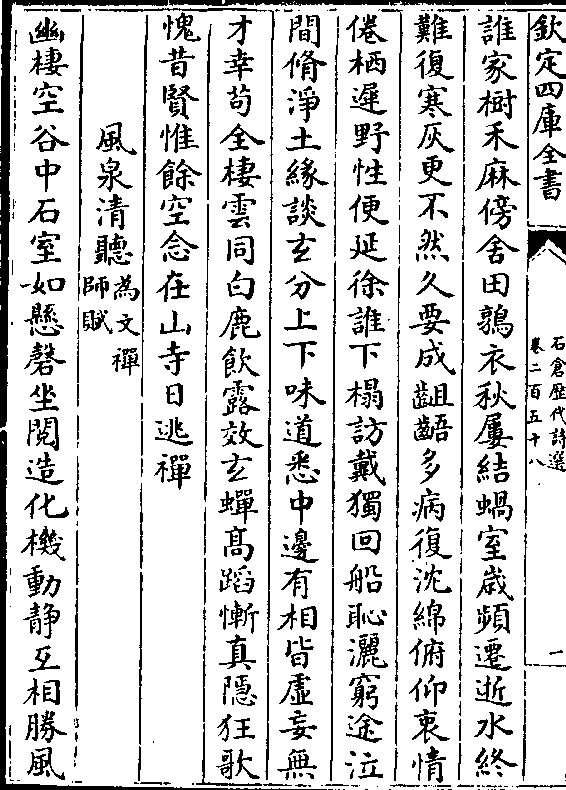 欽定四庫全書
石倉歴代詩選
卷二百五十八
一
誰家樹禾麻傍舍田鶉衣秋屢結蝸室歲頻遷逝水終
難復寒灰更不然久要成齟齬多病復沈綿俯仰衷情
倦栖遲野性便延徐誰下榻訪戴獨回船恥灑窮途泣
間脩淨土緣談玄分上下味道悉中邊有相皆虛妄無
才幸苟全棲雲同白鹿飲露效玄蟬髙蹈慚真隱狂歌
愧昔賢惟餘空念在山寺日逃禪
風泉清聽為文禪
師賦
幽棲空谷中石室如懸磬坐閱造化機動靜互相勝風